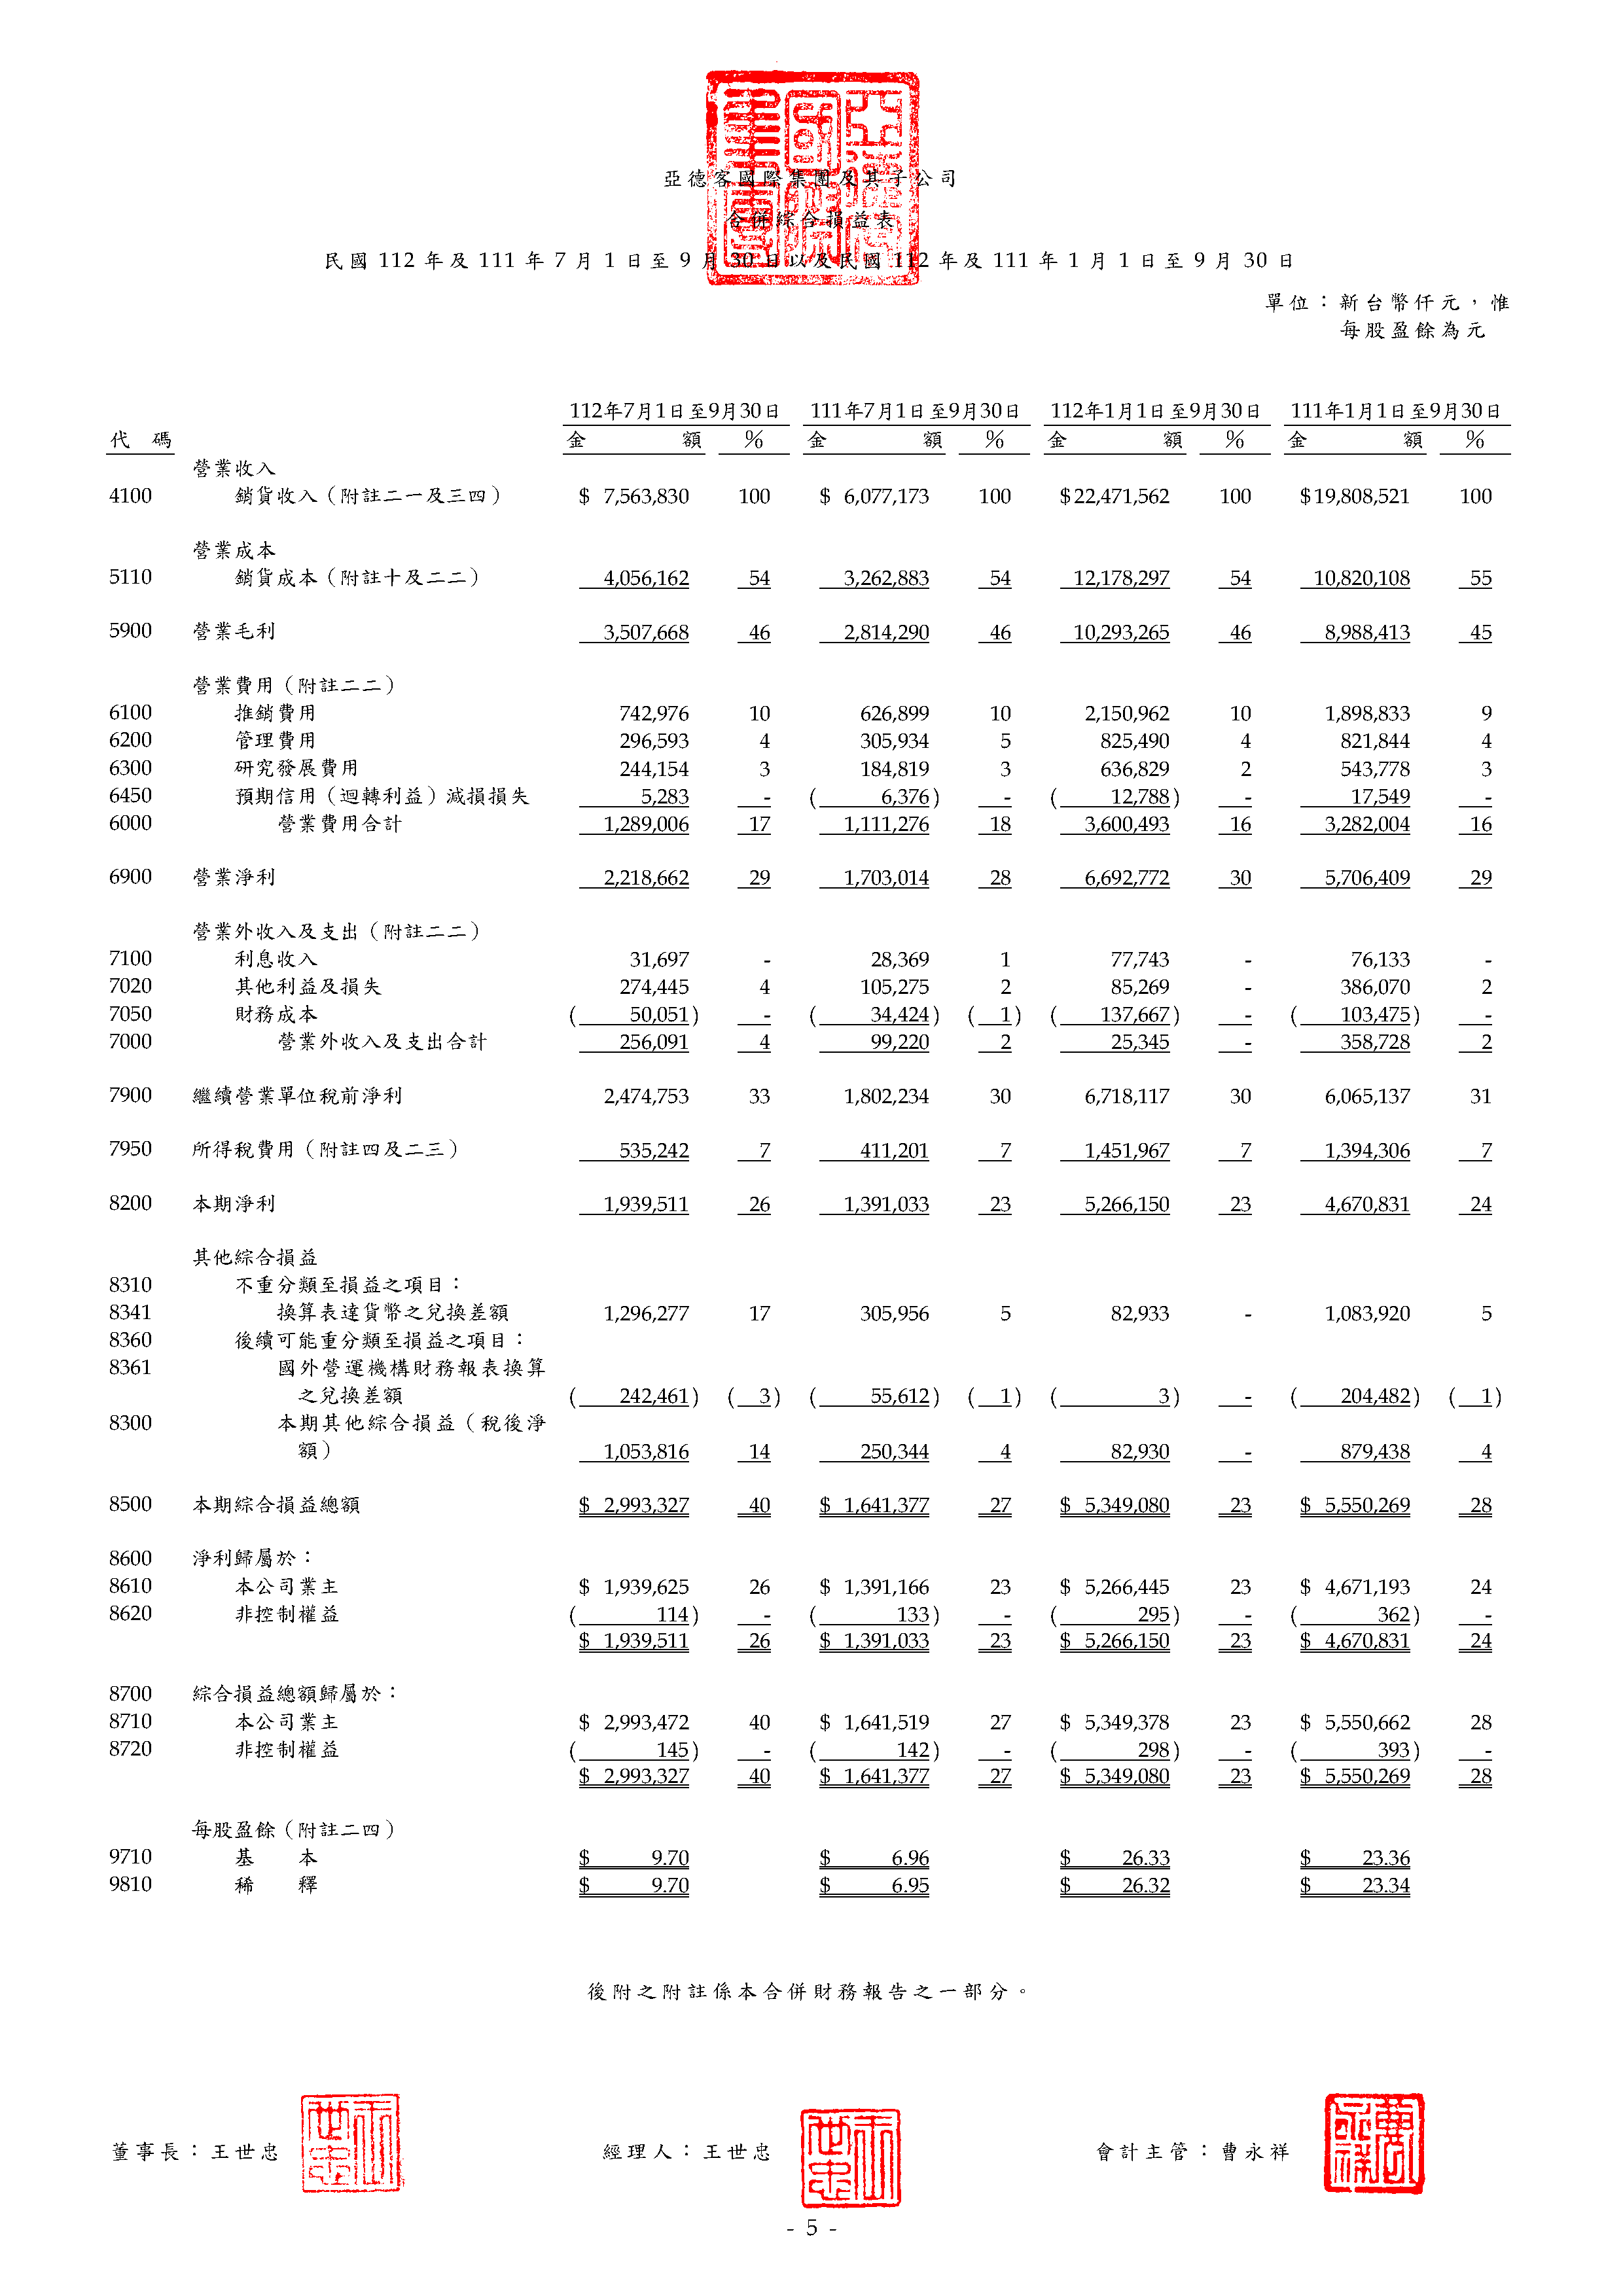 亞德客國際集團及其子公司
合併綜合損益表
民國 112 年及 111 年 7 月 1 日至 9 月 30 日以及民國 112 年及 111 年 1 月 1 日至 9 月 30 日
單位：新台幣仟元，惟
每股盈餘為元
112年7月1日至9月30日 111年7月1日至9月30日 112年1月1日至9月30日 111年1月1日至9月30日
代 碼 金 額 % 金 額 % 金 額 % 金 額 %
營業收入
4100 銷貨收入（附註二一及三四） $ 7,563,830 100 $ 6,077,173 100 $22,471,562 100 $19,808,521 100
營業成本
5110 銷貨成本（附註十及二二） 4,056,162 54 3,262,883 54 12,178,297 54 10,820,108 55
5900 營業毛利 3,507,668 46 2,814,290 46 10,293,265 46 8,988,413 45
營業費用（附註二二）
6100 推銷費用 742,976 10 626,899 10 2,150,962 10 1,898,833 9
6200 管理費用 296,593 4 305,934 5 825,490 4 821,844 4
6300 研究發展費用 244,154 3 184,819 3 636,829 2 543,778 3
6450 預期信用（迴轉利益）減損損失 5,283 - ( 6,376) - ( 12,788) - 17,549 -
6000 營業費用合計 1,289,006 17 1,111,276 18 3,600,493 16 3,282,004 16
6900 營業淨利 2,218,662 29 1,703,014 28 6,692,772 30 5,706,409 29
營業外收入及支出（附註二二）
7100 利息收入 31,697 - 28,369 1 77,743 - 76,133 -
7020 其他利益及損失 274,445 4 105,275 2 85,269 - 386,070 2
7050 財務成本 ( 50,051) - ( 34,424) ( 1) ( 137,667) - ( 103,475) -
7000 營業外收入及支出合計 256,091 4 99,220 2 25,345 - 358,728 2
7900 繼續營業單位稅前淨利 2,474,753 33 1,802,234 30 6,718,117 30 6,065,137 31
7950 所得稅費用（附註四及二三） 535,242 7 411,201 7 1,451,967 7 1,394,306 7
8200 本期淨利 1,939,511 26 1,391,033 23 5,266,150 23 4,670,831 24
其他綜合損益
8310 不重分類至損益之項目：
8341 換算表達貨幣之兌換差額 1,296,277 17 305,956 5 82,933 - 1,083,920 5
8360 後續可能重分類至損益之項目：
8361 國外營運機構財務報表換算
之兌換差額 ( 242,461) ( 3) ( 55,612) ( 1) ( 3) - ( 204,482) ( 1)
8300 本期其他綜合損益（稅後淨
額） 1,053,816 14 250,344 4 82,930 - 879,438 4
8500 本期綜合損益總額 $ 2,993,327 40 $ 1,641,377 27 $ 5,349,080 23 $ 5,550,269 28
8600 淨利歸屬於：
8610 本公司業主 $ 1,939,625 26 $ 1,391,166 23 $ 5,266,445 23 $ 4,671,193 24
8620 非控制權益 ( 114) - ( 133) - ( 295) - ( 362) -
$ 1,939,511 26 $ 1,391,033 23 $ 5,266,150 23 $ 4,670,831 24
8700 綜合損益總額歸屬於：
8710 本公司業主 $ 2,993,472 40 $ 1,641,519 27 $ 5,349,378 23 $ 5,550,662 28
8720 非控制權益 ( 145) - ( 142) - ( 298) - ( 393) -
$ 2,993,327 40 $ 1,641,377 27 $ 5,349,080 23 $ 5,550,269 28
每股盈餘（附註二四）
9710 基 本 $ 9.70 $ 6.96 $ 26.33 $ 23.36
9810 稀 釋 $ 9.70 $ 6.95 $ 26.32 $ 23.34
後附之附註係本合併財務報告之一部分。
董事長：王世忠 經理人：王世忠 會計主管：曹永祥
- 5 -